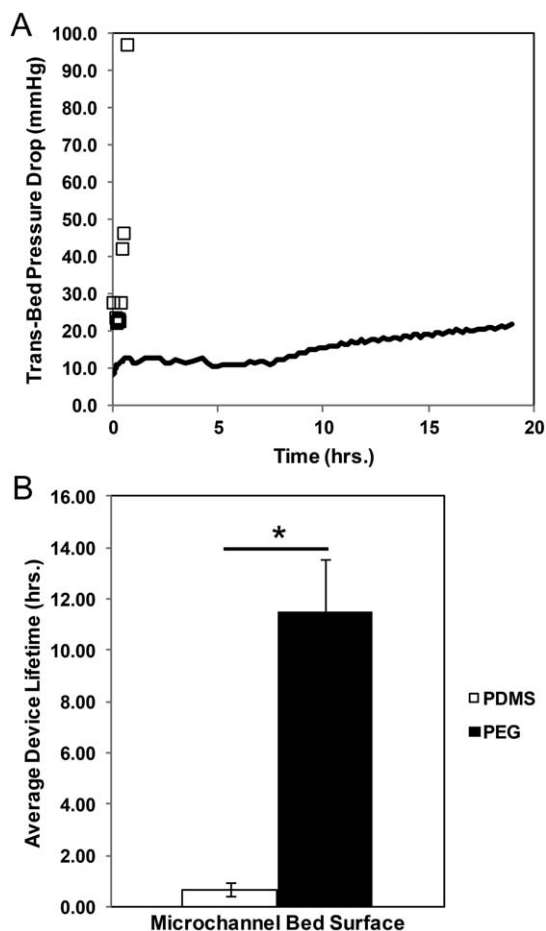 A
Trans-Bed Pressure Drop (mmHg)
100.0
90.0
80.0
70.0
60.0
50.0
40.0
30.0
20.0
10.0
0.0
0 5 10 15 20
Time (hrs.)
B
Average Device Lifetime (hrs.)
16.00
14.00
12.00
10.00
8.00
6.00
4.00
2.00
0.00
*
PDMS
PEG
Microchannel Bed Surface